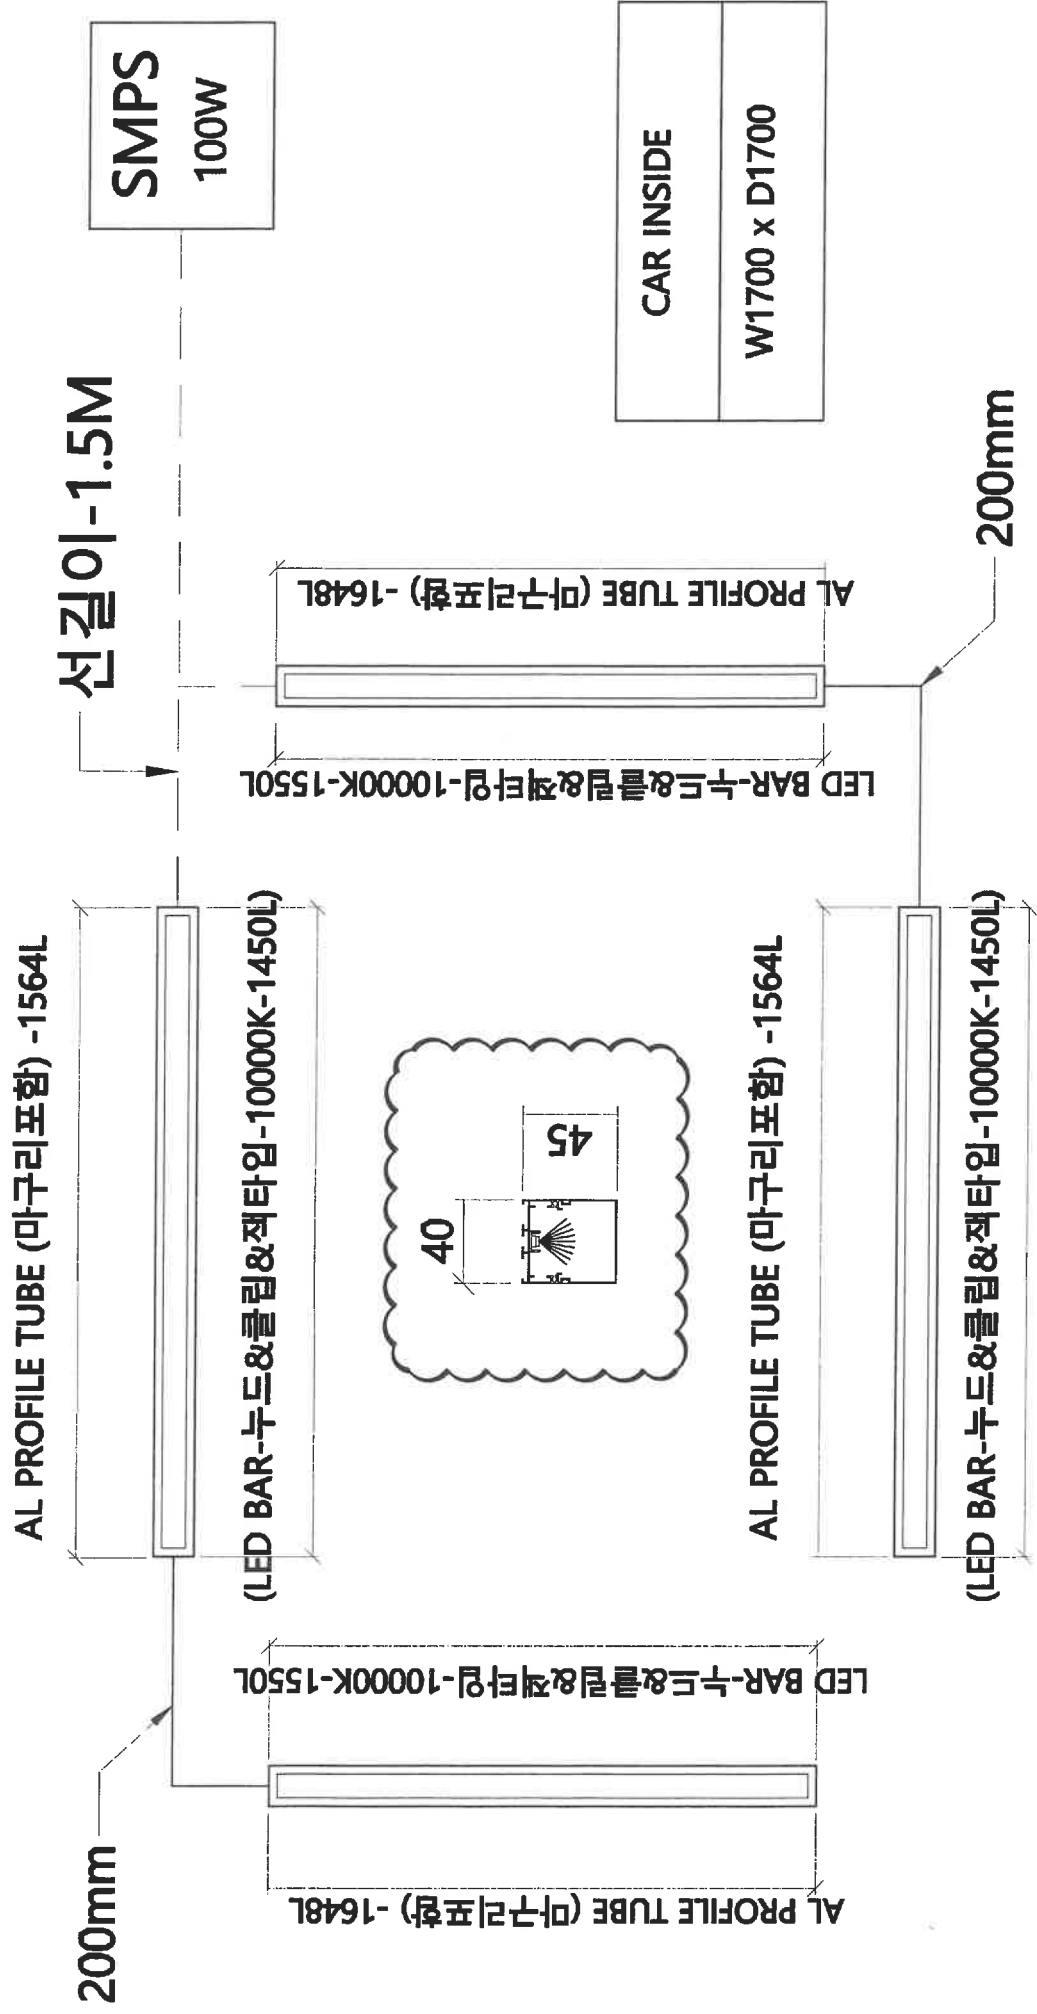 SMPS
100W
선길이-1.5M
CAR INSIDE
W1700 x D1700
AL PROFILE TUBE (마구리포함) -1564L
(LED BAR-누드&클립&잭타입-10000K-1450L)
AL PROFILE TUBE (마구리포함) -1648L
LED BAR-누드&클립&잭타입-10000K-1550L
200mm
40
45
AL PROFILE TUBE (마구리포함) -1564L
(LED BAR-누드&클립&잭타입-10000K-1450L)
LED BAR-누드&클립&잭타입-10000K-1550L
AL PROFILE TUBE (마구리포함) -1648L
200mm